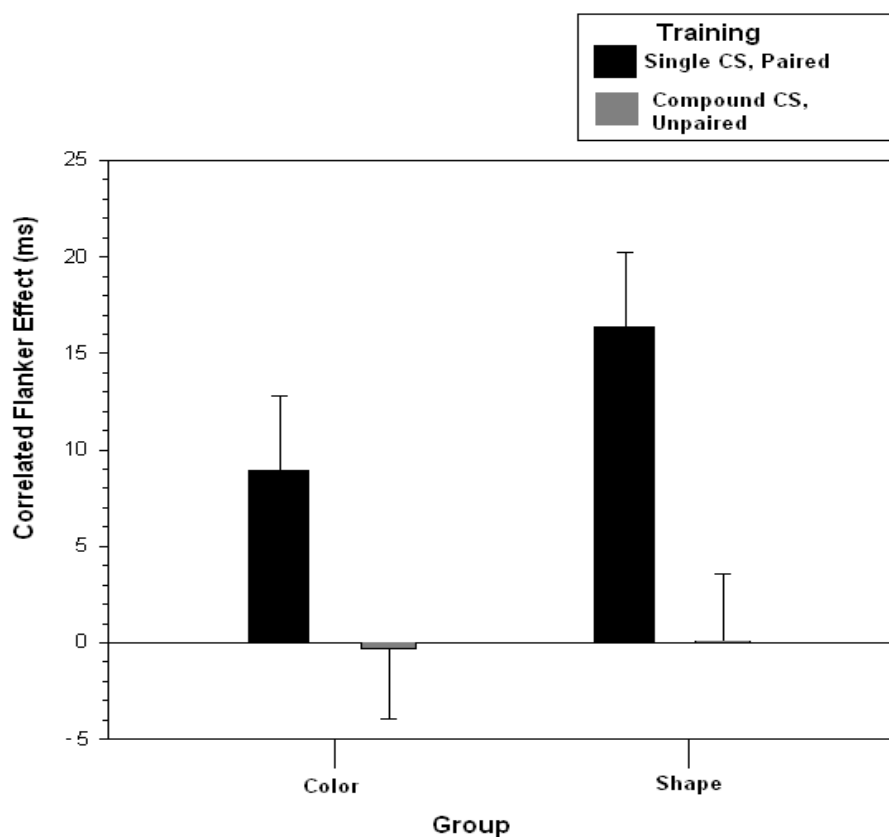 Training
Single CS, Paired
Compound CS,
Unpaired
Correlated Flanker Effect (ms)
25
20
15
10
5
0
-5
Color
Shape
Group